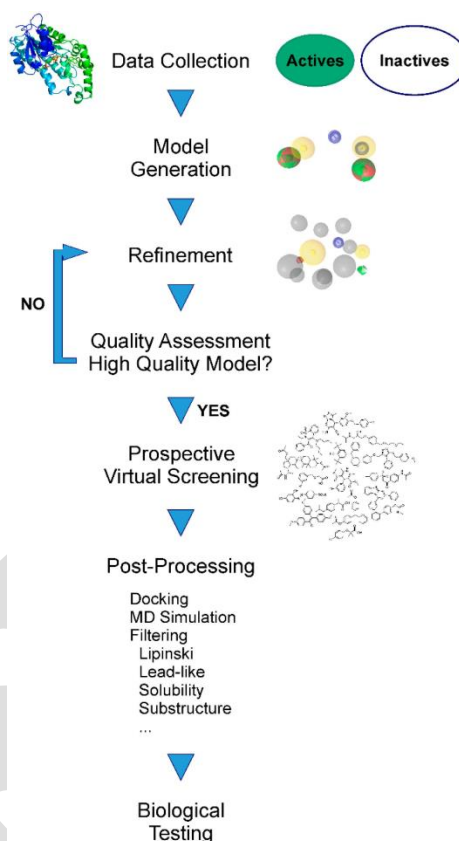 Data Collection
Actives
Inactives
Model
Generation
Refinement
NO
Quality Assessment
High Quality Model?
YES
Prospective
Virtual Screening
Post-Processing
Docking
MD Simulation
Filtering
Lipinski
Lead-like
Solubility
Substructure
...
Biological
Testing